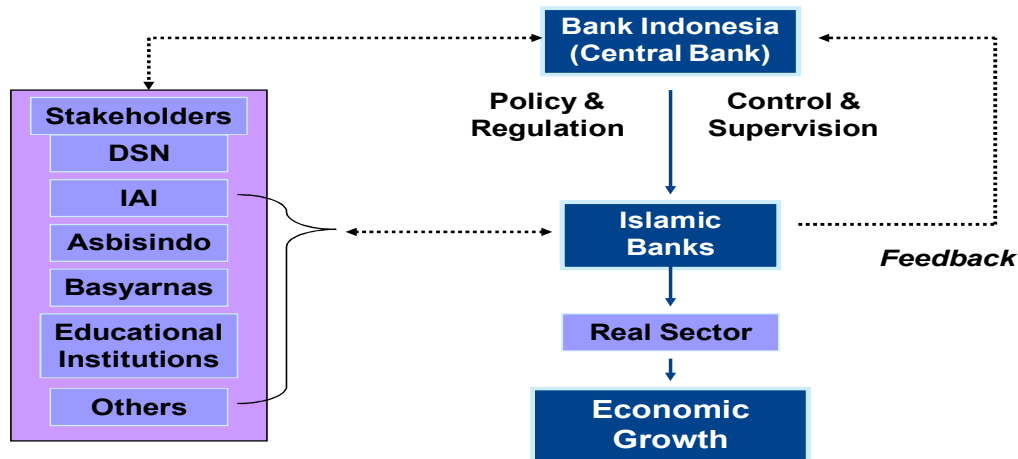 Bank Indonesia
(Central Bank)
Policy &
Regulation
Control &
Supervision
Stakeholders
DSN
IAI
Asbisindo
Basyarnas
Educational
Institutions
Others
Islamic
Banks
Feedback
Real Sector
Economic
Growth